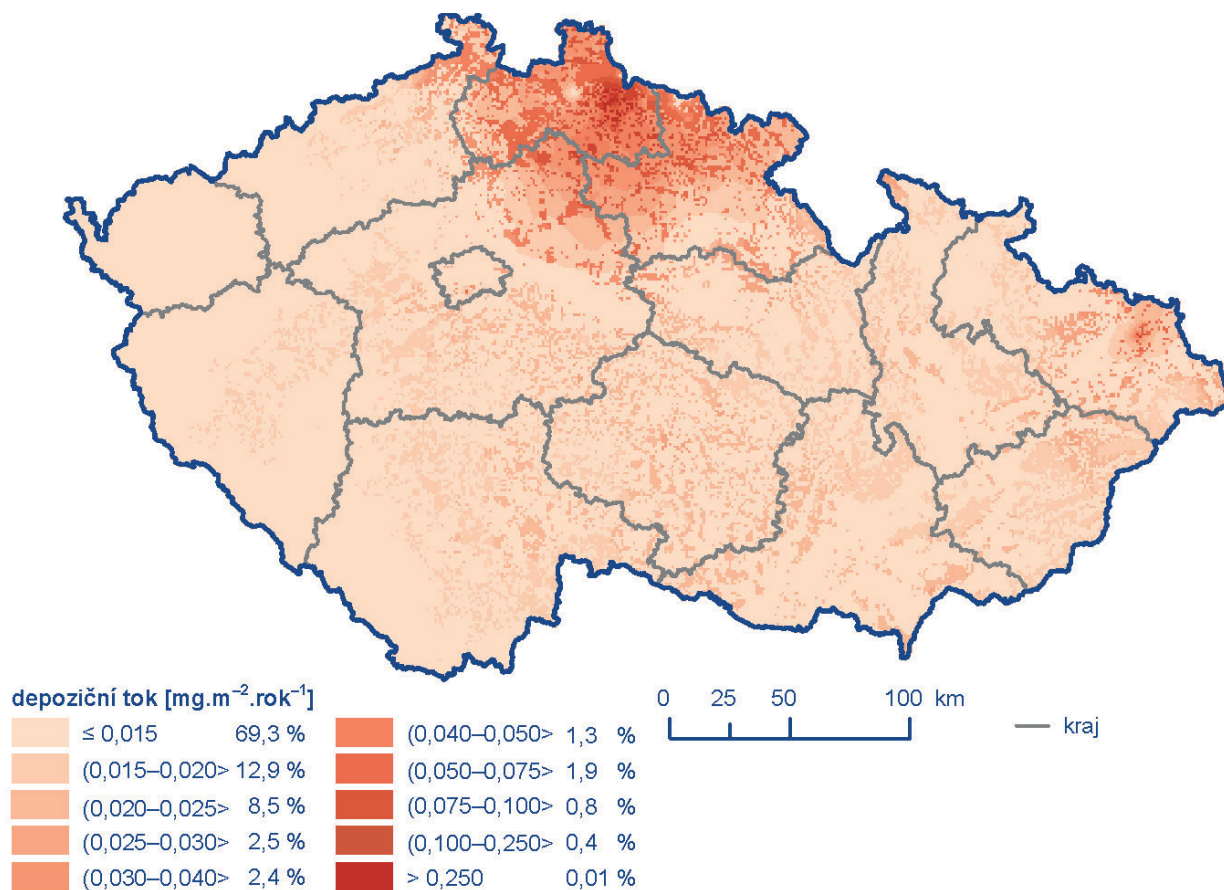 depoziční tok [mg.m⁻².rok⁻¹]
≤ 0,015 69,3 %
(0,015–0,020> 12,9 %
(0,020–0,025> 8,5 %
(0,025–0,030> 2,5 %
(0,030–0,040> 2,4 %
(0,040–0,050> 1,3 %
(0,050–0,075> 1,9 %
(0,075–0,100> 0,8 %
(0,100–0,250> 0,4 %
> 0,250 0,01 %
0 25 50 100 km
kraj